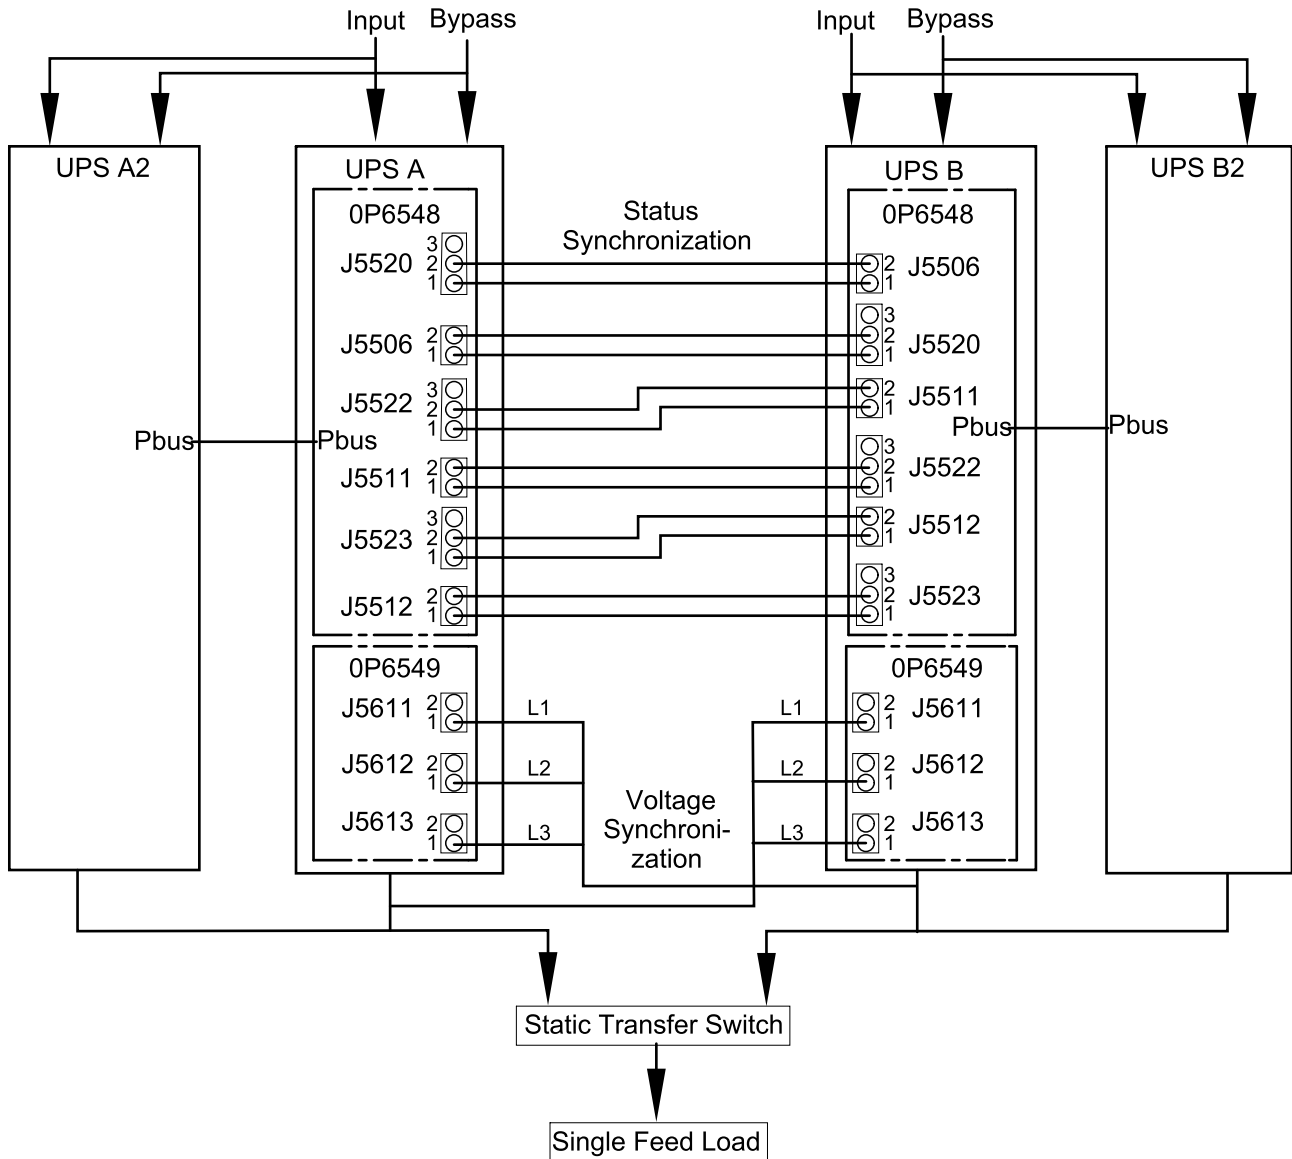 Input
Bypass
Input
Bypass
UPS A2
UPS A
UPS B
UPS B2
0P6548
3
2
1
J5520
J5506
2
1
J5522
3
2
1
J5511
2
1
J5523
3
2
1
J5512
2
1
Pbus
Pbus
0P6549
J5611
2
1
J5612
2
1
J5613
2
1
Status
Synchronization
L1
L2
L3
Voltage
Synchroni-
zation
L1
L2
L3
0P6548
2
1
J5506
3
2
1
J5520
2
1
J5511
Pbus
Pbus
3
2
1
J5522
2
1
J5512
3
2
1
J5523
0P6549
2
1
J5611
2
1
J5612
2
1
J5613
Static Transfer Switch
Single Feed Load